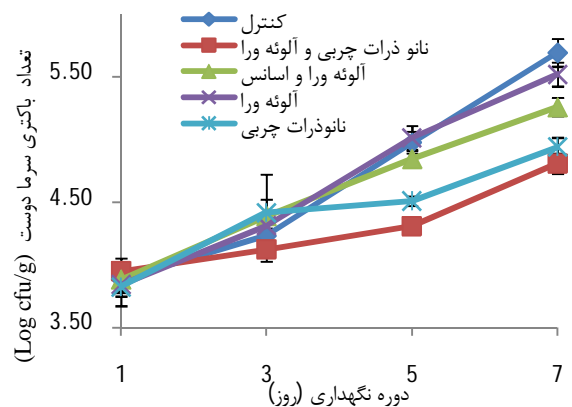 کنترل
نانو ذرات چربی و آلوئه ورا
آلوئه ورا و اسانس
آلوئه ورا
نانوذرات چربی
تعداد باکتری سرما دوست
(Log cfu/g)
5.50
4.50
3.50
1 3 5 7
دوره نگهداری (روز)